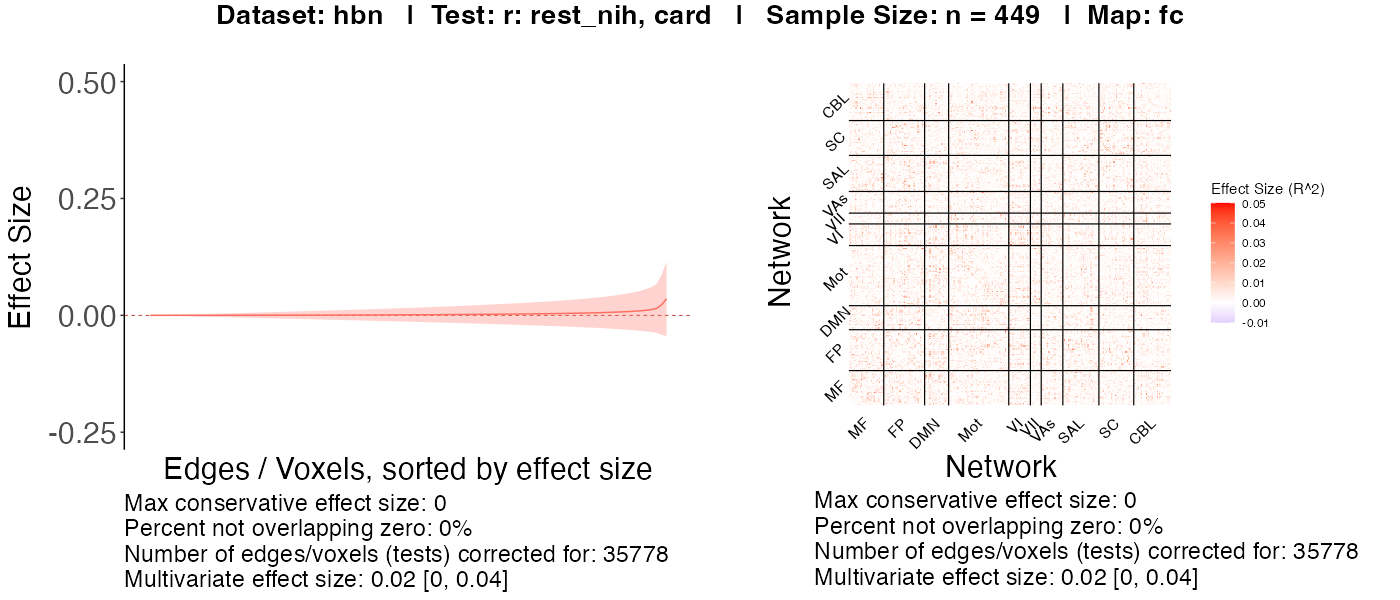 Dataset: hbn | Test: r: rest_nih, card | Sample Size: n = 449 | Map: fc
Effect Size
0.50
0.25
0.00
-0.25
Edges / Voxels, sorted by effect size
Max conservative effect size: 0
Percent not overlapping zero: 0%
Number of edges/voxels (tests) corrected for: 35778
Multivariate effect size: 0.02 [0, 0.04]
Network
CBL
SC
SAL
VAs
VII
VI
Mot
DMN
FP
MF
MF FP DMN Mot VI VII VAs SAL SC CBL
Network
Effect Size (R^2)
0.05
0.04
0.03
0.02
0.01
0.00
-0.01
Max conservative effect size: 0
Percent not overlapping zero: 0%
Number of edges/voxels (tests) corrected for: 35778
Multivariate effect size: 0.02 [0, 0.04]